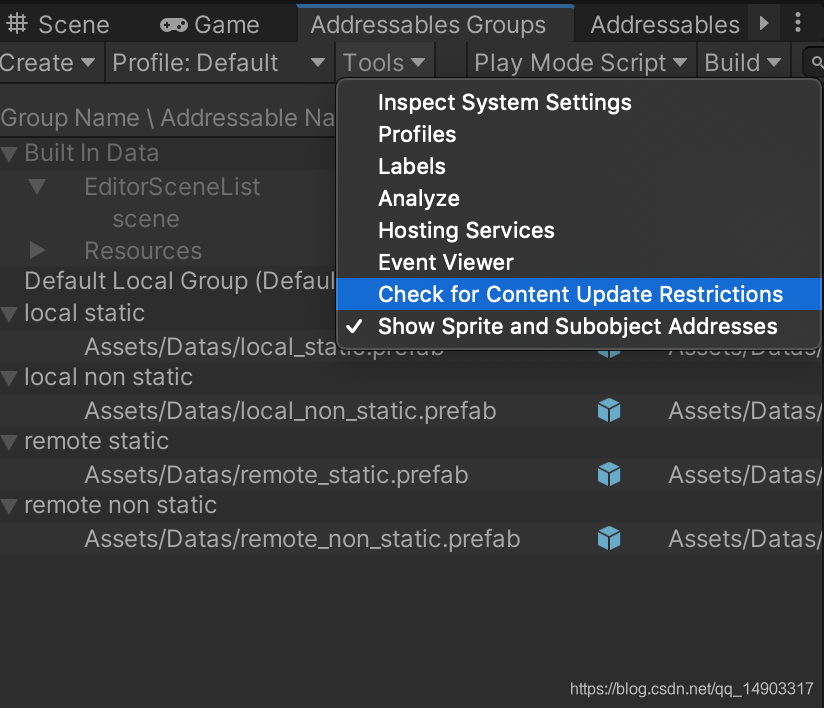 Scene Game Addressables Groups Addressables
Create Profile: Default Tools Play Mode Script Build
Inspect System Settings
Group Name \ Addressable Na
Profiles
Built In Data
Labels
EditorSceneList
Analyze
scene
Hosting Services
Resources
Event Viewer
Default Local Group (Defaul
Check for Content Update Restrictions
local static
Show Sprite and Subobject Addresses
Assets/Datas/local_static.prefab Assets/Datas/
local non static
Assets/Datas/local_non_static.prefab Assets/Datas/
remote static
Assets/Datas/remote_static.prefab Assets/Datas/
remote non static
Assets/Datas/remote_non_static.prefab Assets/Datas/
https://blog.csdn.net/qq_14903317